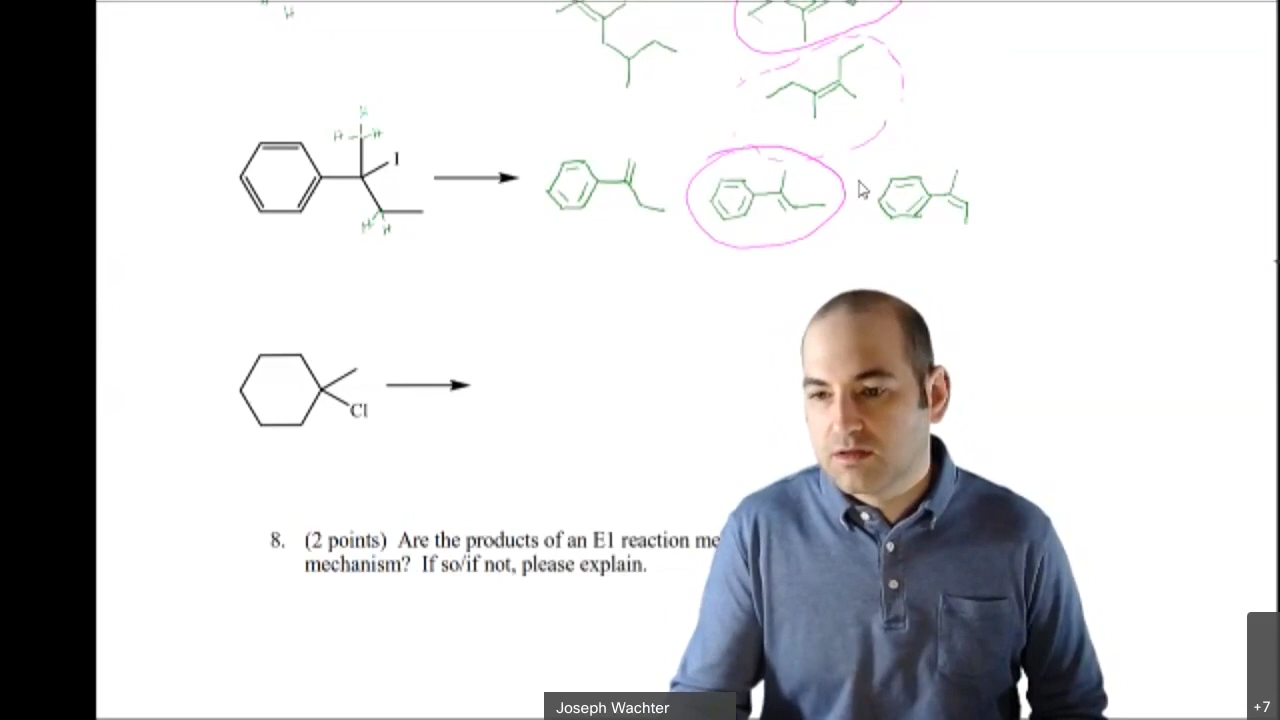 H
H
H H
I
H H
Cl
8. (2 points) Are the products of an E1 reaction me
mechanism? If so/if not, please explain.
Joseph Wachter
+7